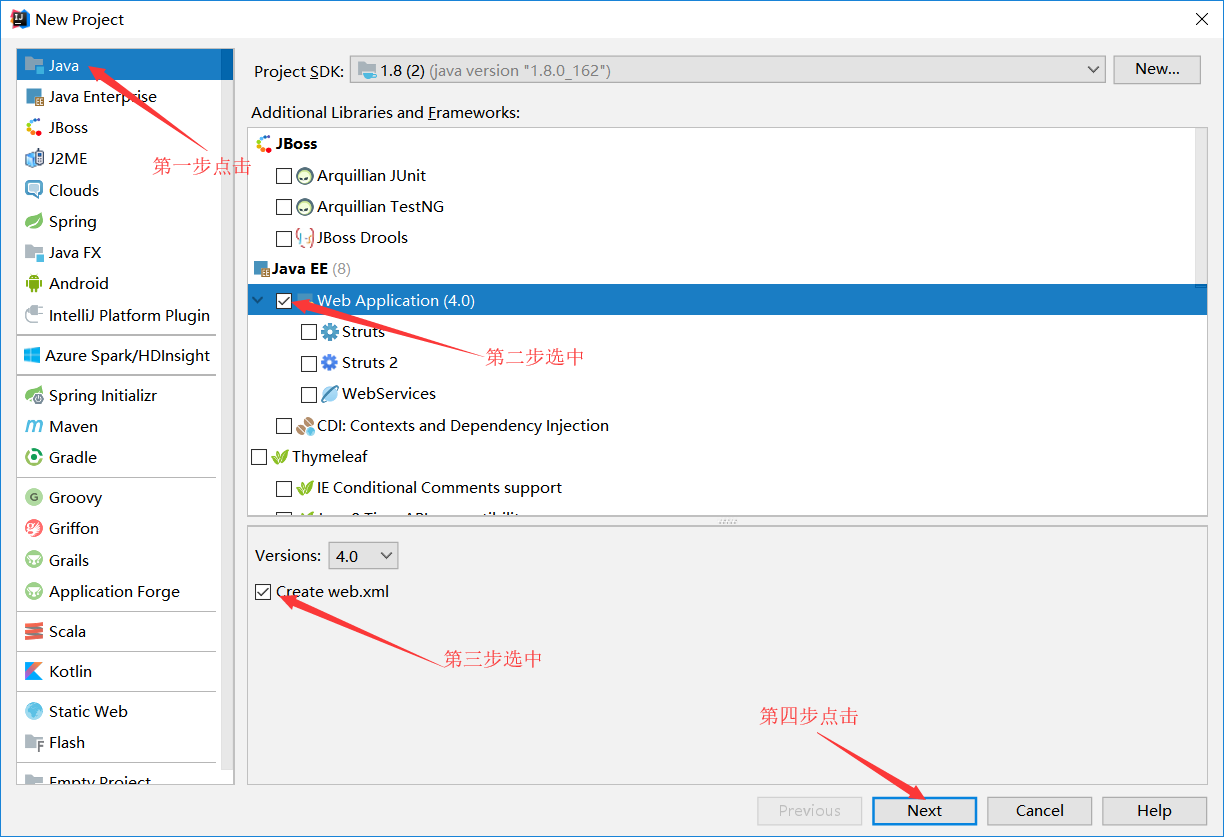 New Project
Java
Java Enterprise
JBoss
J2ME
Clouds
Spring
Java FX
Android
IntelliJ Platform Plugin
Azure Spark/HDInsight
Spring Initializr
Maven
Gradle
Groovy
Griffon
Grails
Application Forge
Scala
Kotlin
Static Web
Flash
Empty Project
第一步点击
Project SDK: 1.8 (2) (java version "1.8.0_162") New...
Additional Libraries and Frameworks:
JBoss
Arquillian JUnit
Arquillian TestNG
JBoss Drools
Java EE (8)
Web Application (4.0)
Struts
第二步选中
Struts 2
WebServices
CDI: Contexts and Dependency Injection
Thymeleaf
IE Conditional Comments support
Versions: 4.0
Create web.xml
第三步选中
第四步点击
Previous Next Cancel Help